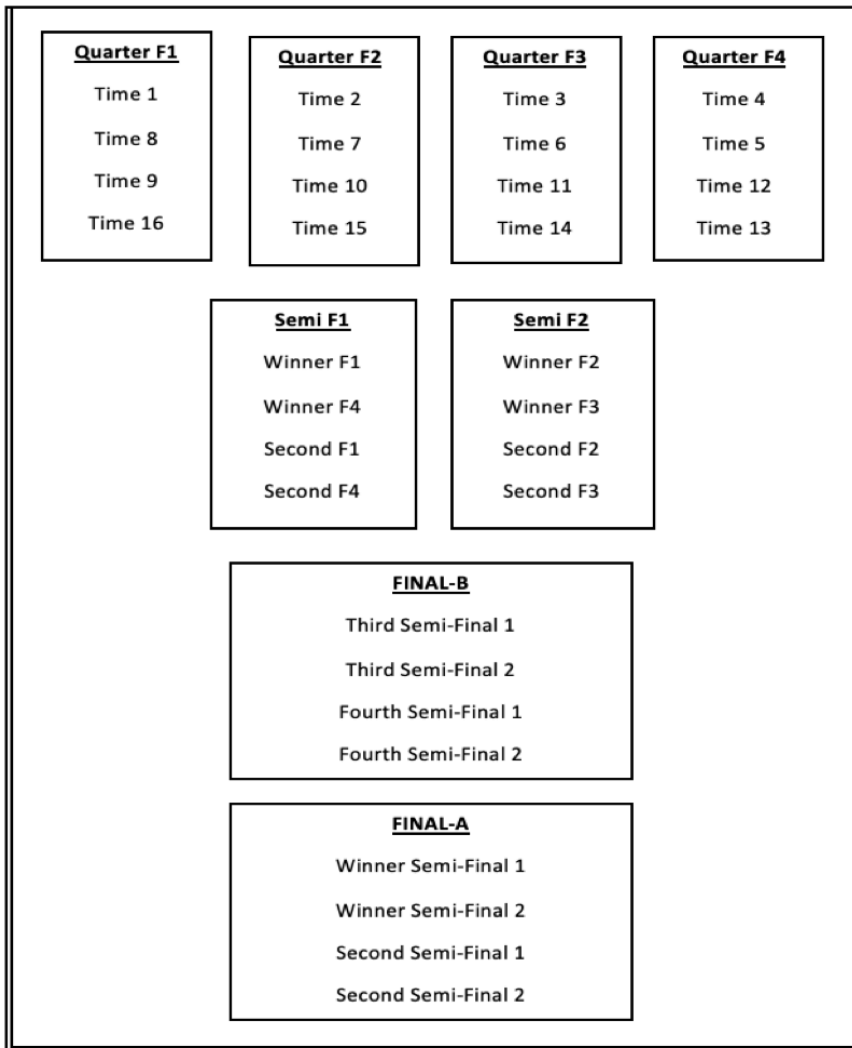 Quarter F1
Time 1
Time 8
Time 9
Time 16
Quarter F2
Time 2
Time 7
Time 10
Time 15
Quarter F3
Time 3
Time 6
Time 11
Time 14
Quarter F4
Time 4
Time 5
Time 12
Time 13
Semi F1
Winner F1
Winner F4
Second F1
Second F4
Semi F2
Winner F2
Winner F3
Second F2
Second F3
FINAL-B
Third Semi-Final 1
Third Semi-Final 2
Fourth Semi-Final 1
Fourth Semi-Final 2
FINAL-A
Winner Semi-Final 1
Winner Semi-Final 2
Second Semi-Final 1
Second Semi-Final 2